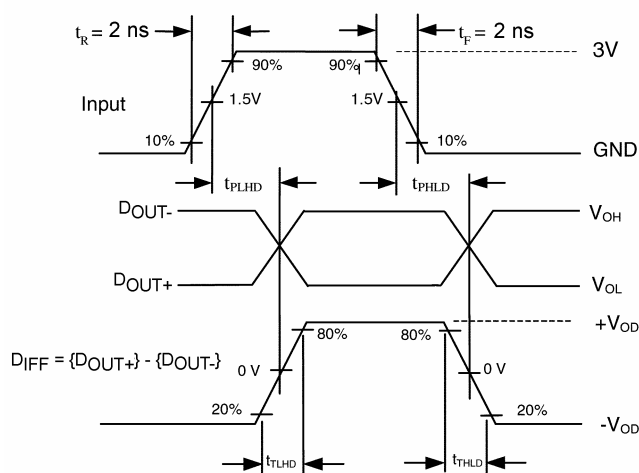 tR = 2 ns
tF = 2 ns
3V
90%
90%
Input
1.5V
1.5V
10%
10%
GND
tPLHD
tPHLD
DOUT-
VOH
DOUT+
VOL
+VOD
80%
80%
DIFF = {DOUT+} - {DOUT-}
0 V
0 V
20%
20%
-VOD
tTLHD
tTHLD